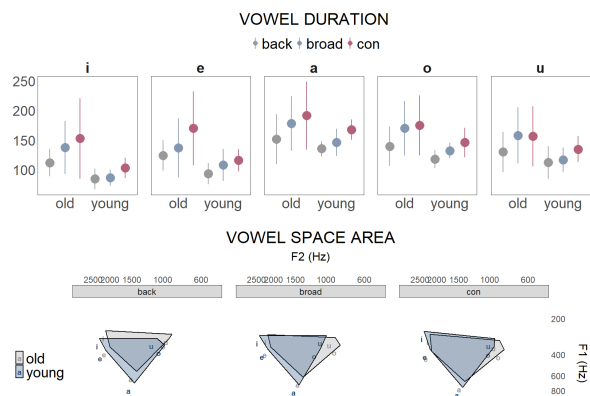 VOWEL DURATION
back broad con
i e a o u
250
200
150
100
old young old young old young old young old young
VOWEL SPACE AREA
F2 (Hz)
2500 2000 1500 1000 600 2500 2000 1500 1000 600 2500 2000 1500 1000 600
back broad con
200
400
600
800
F1 (Hz)
old
young
i e a o u
i e a o u
i e a o u